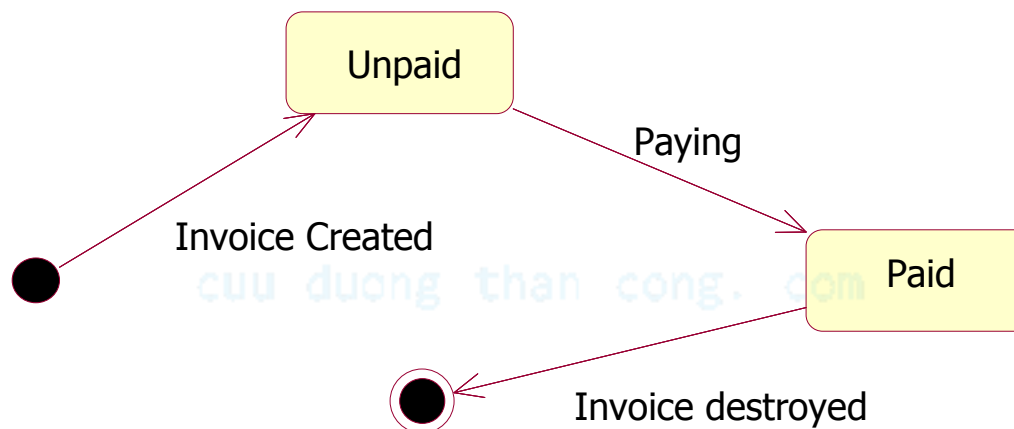 Unpaid
Paying
Invoice Created
cuu duong than cong. com
Paid
Invoice destroyed